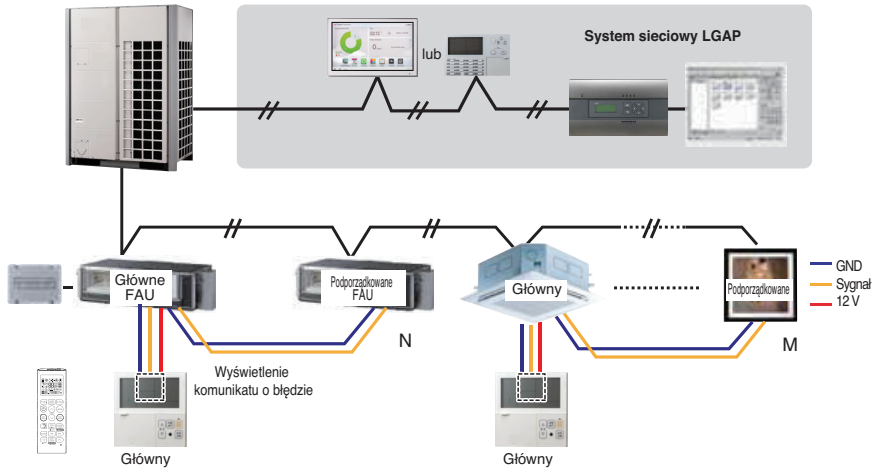 System sieciowy LGAP
lub
Główne
FAU
Podporządkowane
FAU
Główny
Podporządkowane
GND
Sygnał
12 V
N
M
Wyświetlenie
komunikatu o błędzie
Główny
Główny